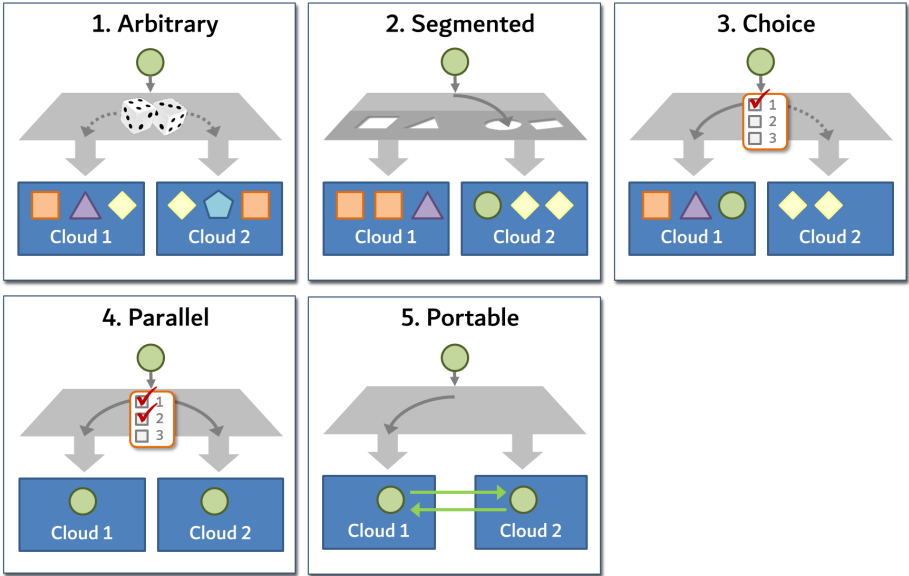 1. Arbitrary
Cloud 1
Cloud 2
2. Segmented
Cloud 1
Cloud 2
3. Choice
1
2
3
Cloud 1
Cloud 2
4. Parallel
1
2
3
Cloud 1
Cloud 2
5. Portable
Cloud 1
Cloud 2